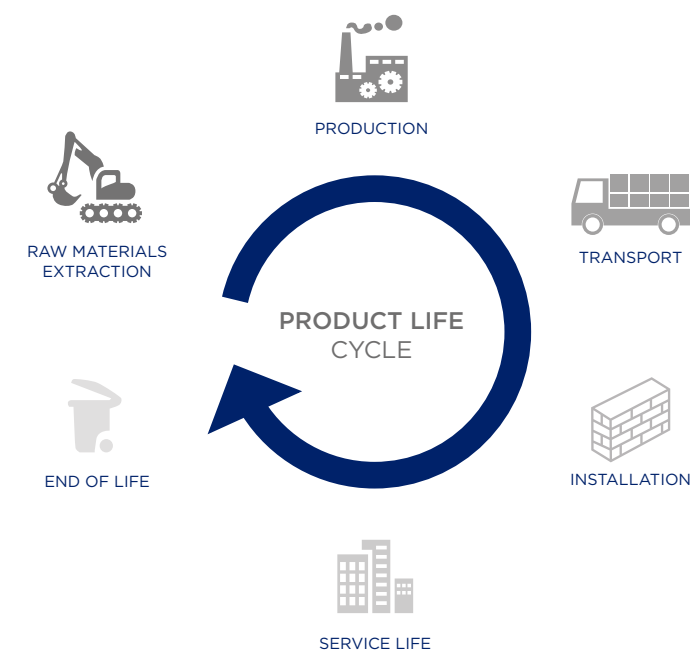 PRODUCTION
RAW MATERIALS
EXTRACTION
TRANSPORT
PRODUCT LIFE
CYCLE
END OF LIFE
INSTALLATION
SERVICE LIFE